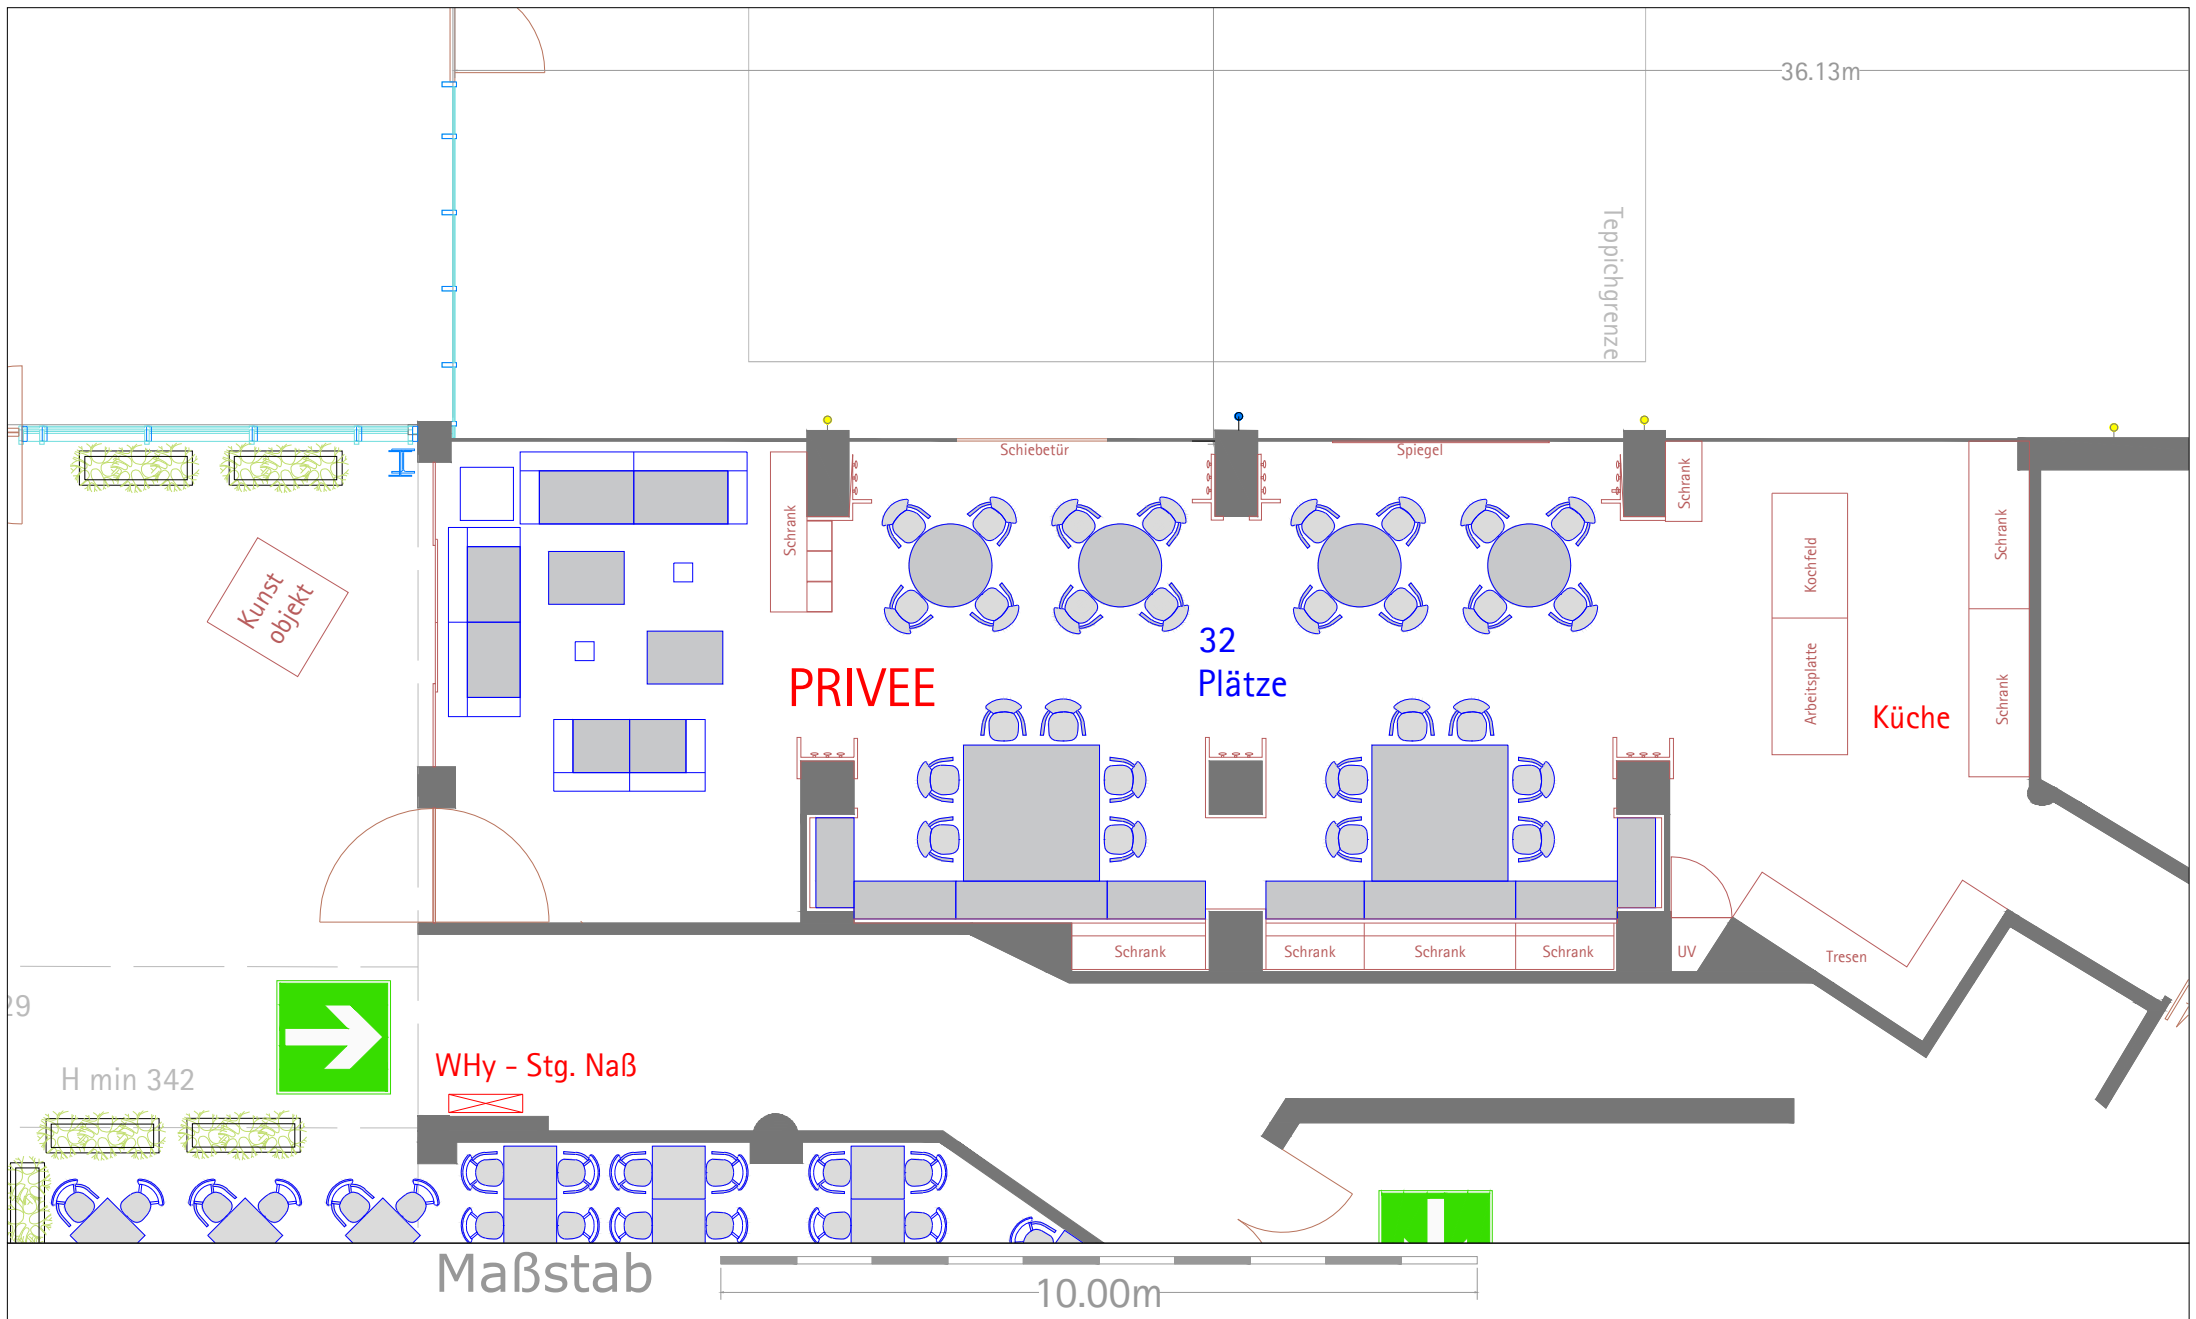 36.13m
Teppichgrenze
Schiebetür
Spiegel
Schrank
Schrank
Kunst
objekt
Kochfeld
Schrank
32
Plätze
PRIVEE
Arbeitsplatte
Küche
Schrank
Schrank
Schrank
Schrank
Schrank
UV
Tresen
29
H min 342
WHy - Stg. Naß
Maßstab
10.00m